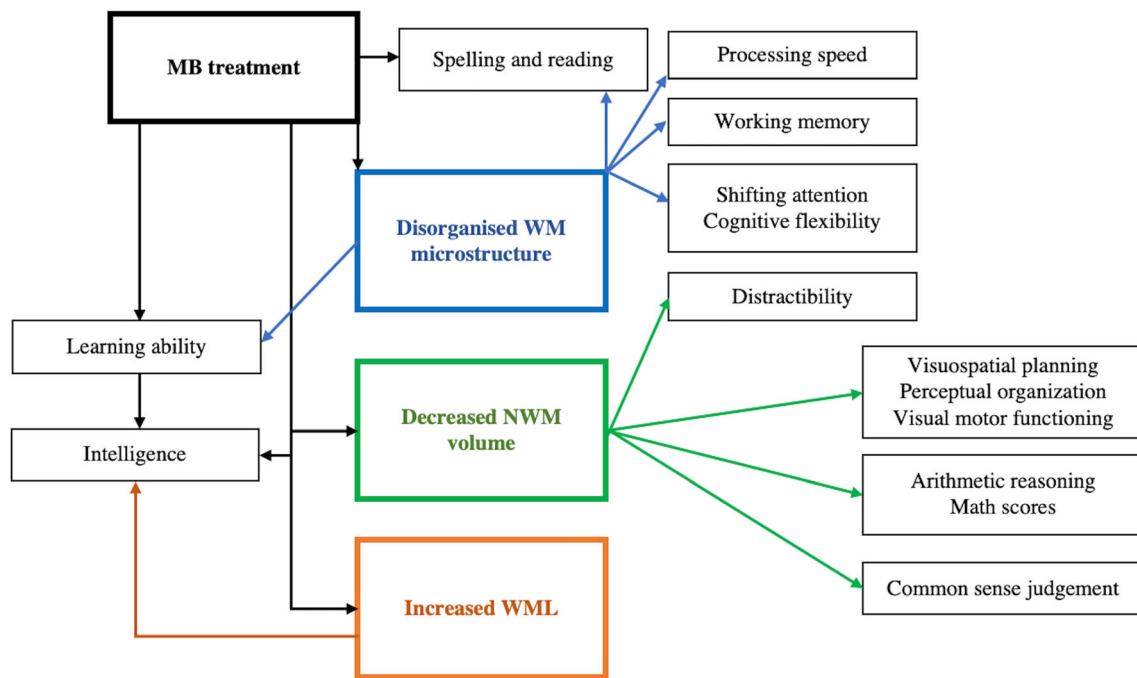 MB treatment
Spelling and reading
Processing speed
Working memory
Shifting attention
Cognitive flexibility
Disorganised WM
microstructure
Distractibility
Learning ability
Visuospatial planning
Perceptual organization
Visual motor functioning
Decreased NWM
volume
Intelligence
Arithmetic reasoning
Math scores
Common sense judgement
Increased WML